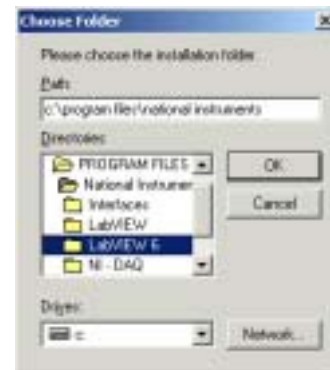 Choose Folder
Please choose the installation folder.
Path:
c:\program files\national instruments
Directories:
PROGRAM FILES
National Instrumer
Interfaces
LabVIEW
LabVIEW 6
NI-DAQ
OK
Cancel
Drives:
c:
Network...